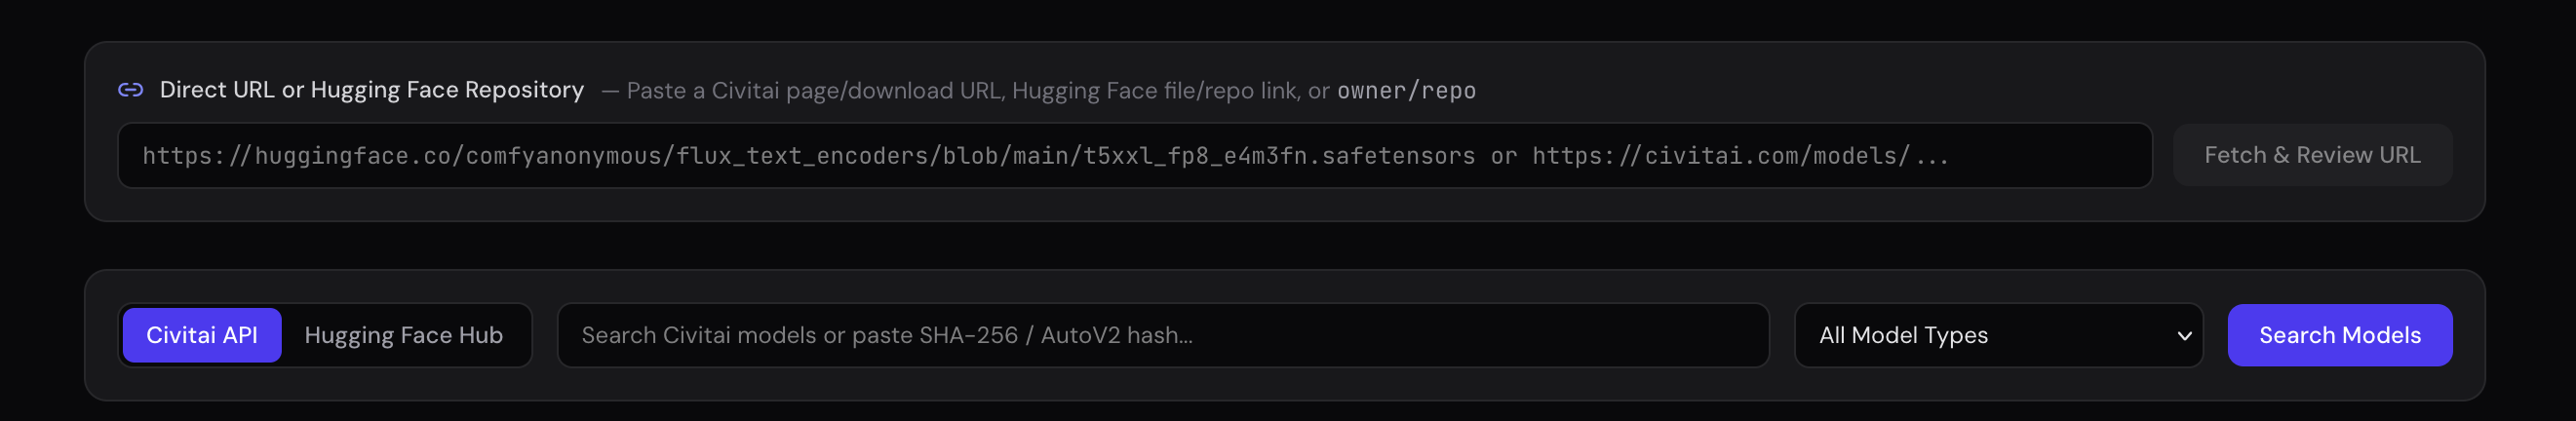 Direct URL or Hugging Face Repository — Paste a Civitai page/download URL, Hugging Face file/repo link, or owner/repo
https://huggingface.co/comfyanonymous/flux_text_encoders/blob/main/t5xxl_fp8_e4m3fn.safetensors or https://civitai.com/models/...
Fetch & Review URL
Civitai API
Hugging Face Hub
Search Civitai models or paste SHA-256 / AutoV2 hash...
All Model Types
Search Models